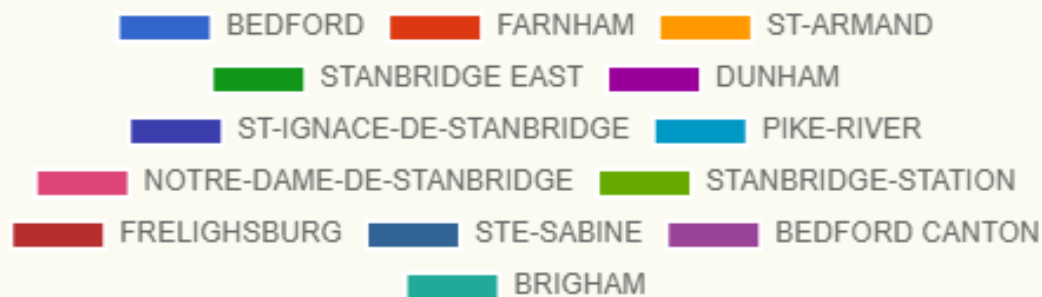 BEDFORD FARNHAM ST-ARMAND
STANBRIDGE EAST DUNHAM
ST-IGNACE-DE-STANBRIDGE PIKE-RIVER
NOTRE-DAME-DE-STANBRIDGE STANBRIDGE-STATION
FRELIGHSBURG STE-SABINE BEDFORD CANTON
BRIGHAM